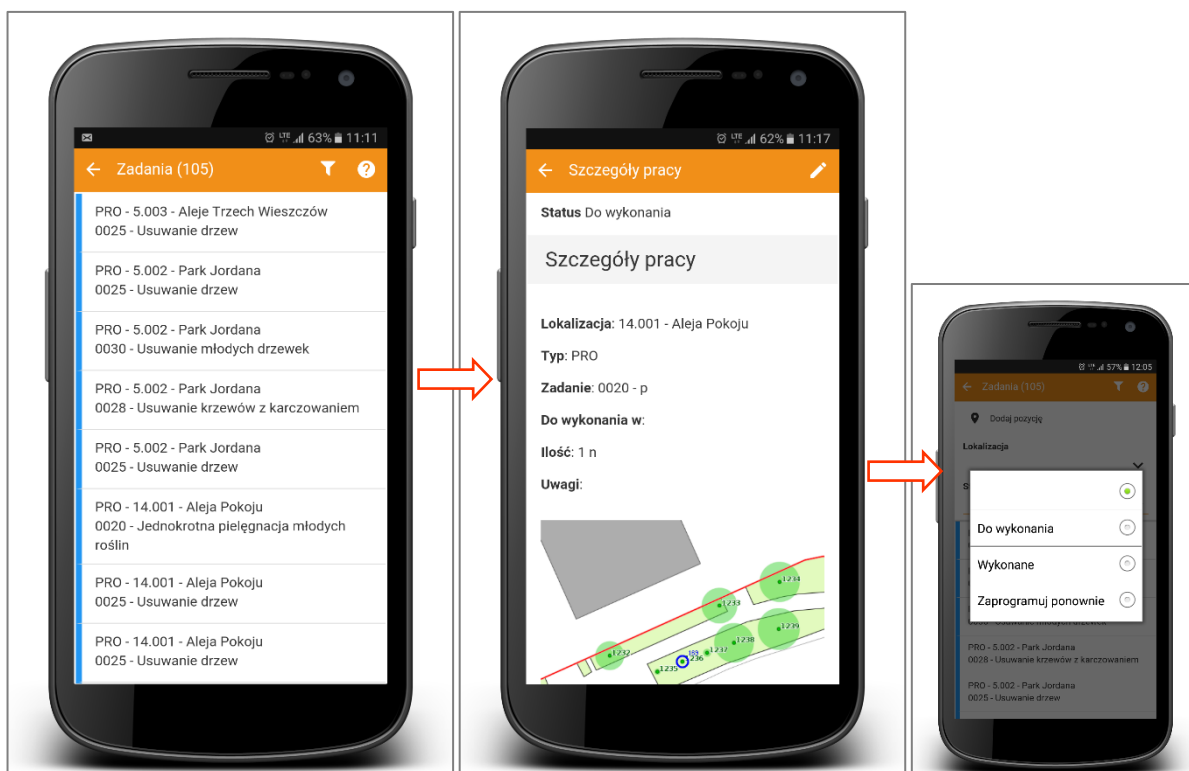 LTE 63% 11:11
Zadania (105)
PRO - 5.003 - Aleje Trzech Wieszczów
0025 - Usuwanie drzew
PRO - 5.002 - Park Jordana
0025 - Usuwanie drzew
PRO - 5.002 - Park Jordana
0030 - Usuwanie młodych drzewek
PRO - 5.002 - Park Jordana
0028 - Usuwanie krzewów z karczowaniem
PRO - 5.002 - Park Jordana
0025 - Usuwanie drzew
PRO - 14.001 - Aleja Pokoju
0020 - Jednokrotna pielęgnacja młodych
roślin
PRO - 14.001 - Aleja Pokoju
0025 - Usuwanie drzew
PRO - 14.001 - Aleja Pokoju
0025 - Usuwanie drzew
LTE 62% 11:17
Szczegóły pracy
Status Do wykonania
Szczegóły pracy
Lokalizacja: 14.001 - Aleja Pokoju
Typ: PRO
Zadanie: 0020 - p
Do wykonania w:
Ilość: 1 n
Uwagi:
1234
1233
1239
1238
1232
1237
189
1235
57% 12:05
Zadania (105)
Dodaj pozycję
Lokalizacja
Do wykonania
Wykonane
Zaprogramuj ponownie
PRO - 5.002 - Park Jordana
0028 - Usuwanie krzewów z karczowaniem
PRO - 5.002 - Park Jordana
0025 - Usuwanie drzew